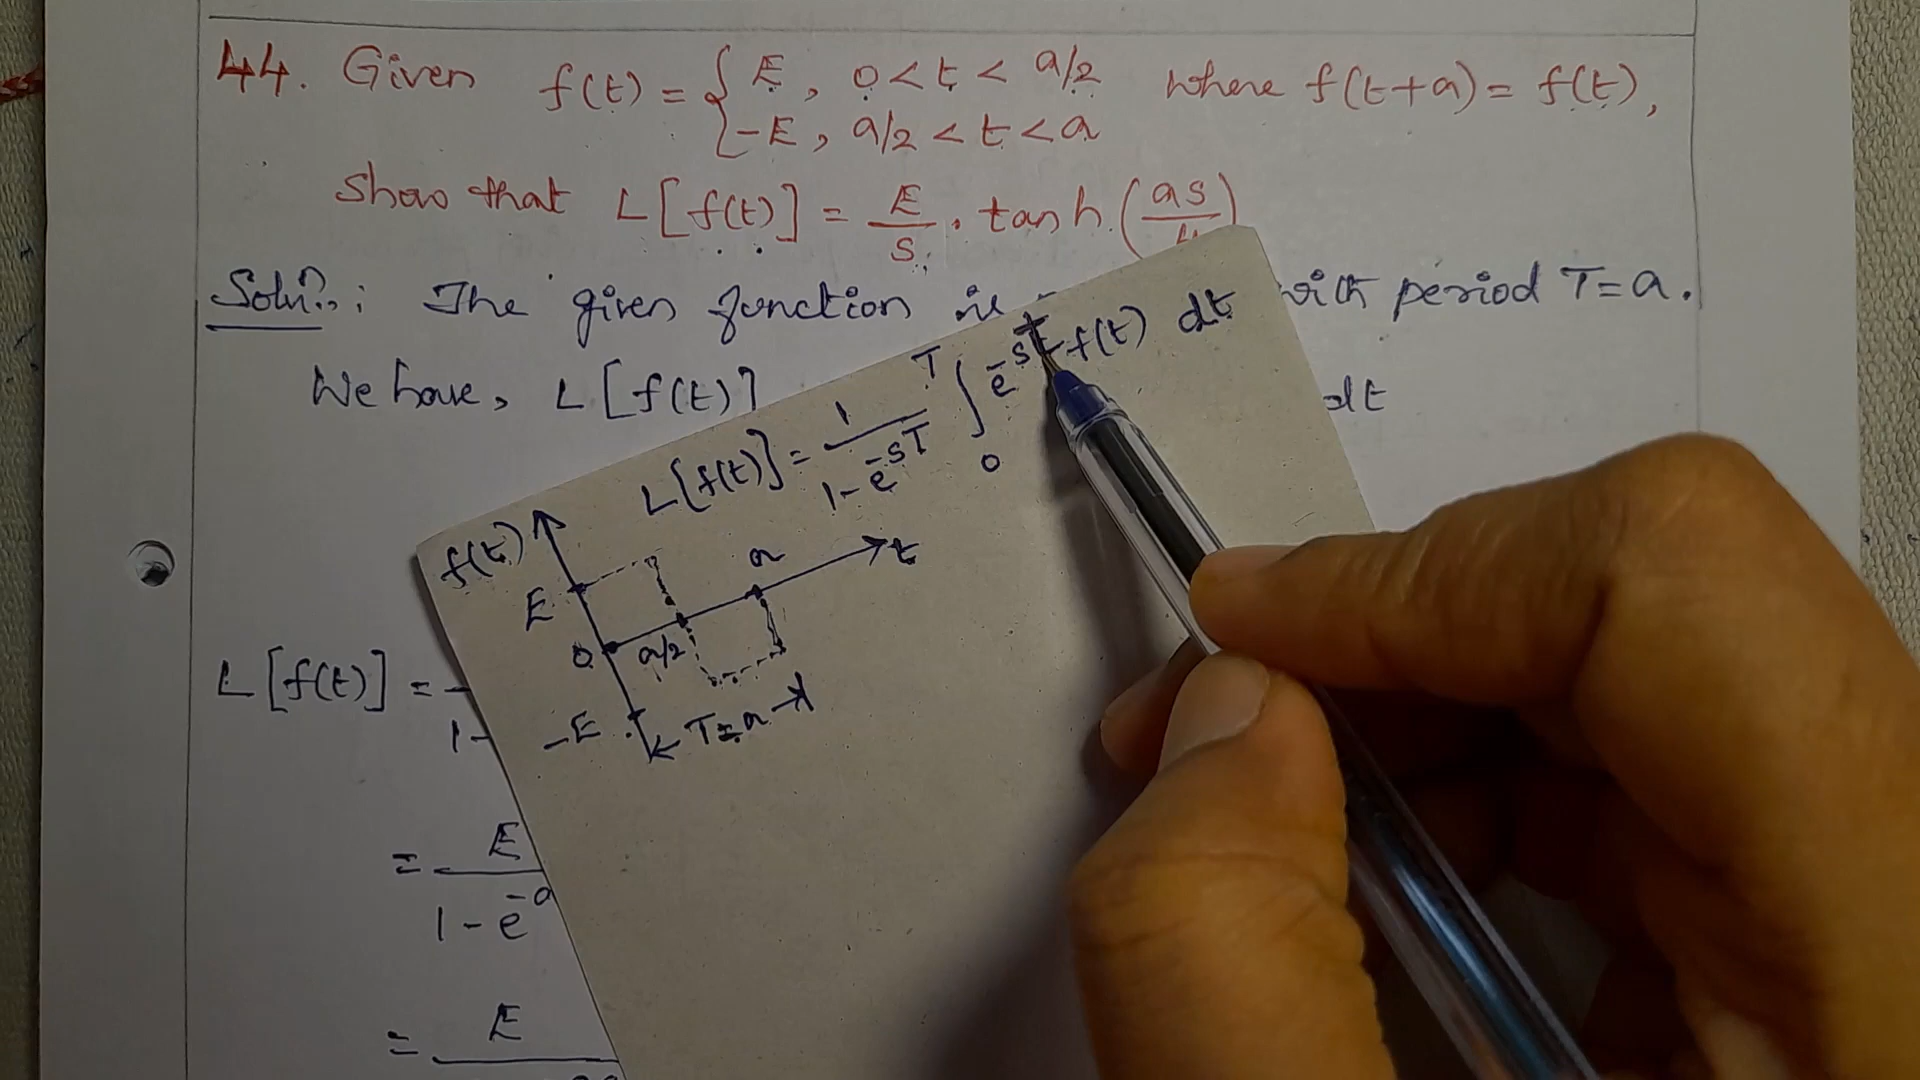 44. Given f(t) = { E, 0 < t < a/2 where f(t+a) = f(t),
-E, a/2 < t < a
Show that L[f(t)] = E/s . tanh (as/
Soln : The given function is with period T = a.
We have, L[f(t)] dt
L[f(t)] = 1/(1-e^-sT) ∫_0^T e^-st f(t) dt
f(t)
E
0 a/2 a t
-E
T = a
L[f(t)] =
1-
= E
1 - e^-a
= E